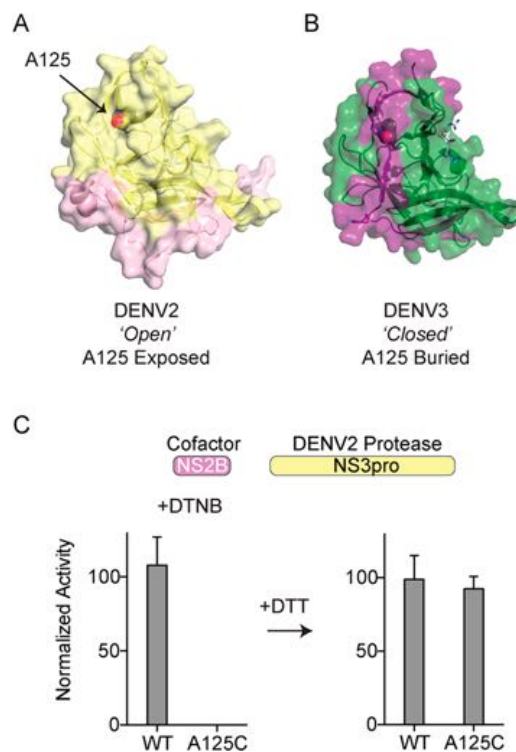 A
B
A125
DENV2
'Open'
A125 Exposed
DENV3
'Closed'
A125 Buried
C
Cofactor
NS2B
DENV2 Protease
NS3pro
+DTNB
Normalized Activity
100
50
0
WT A125C
+DTT
100
50
0
WT A125C